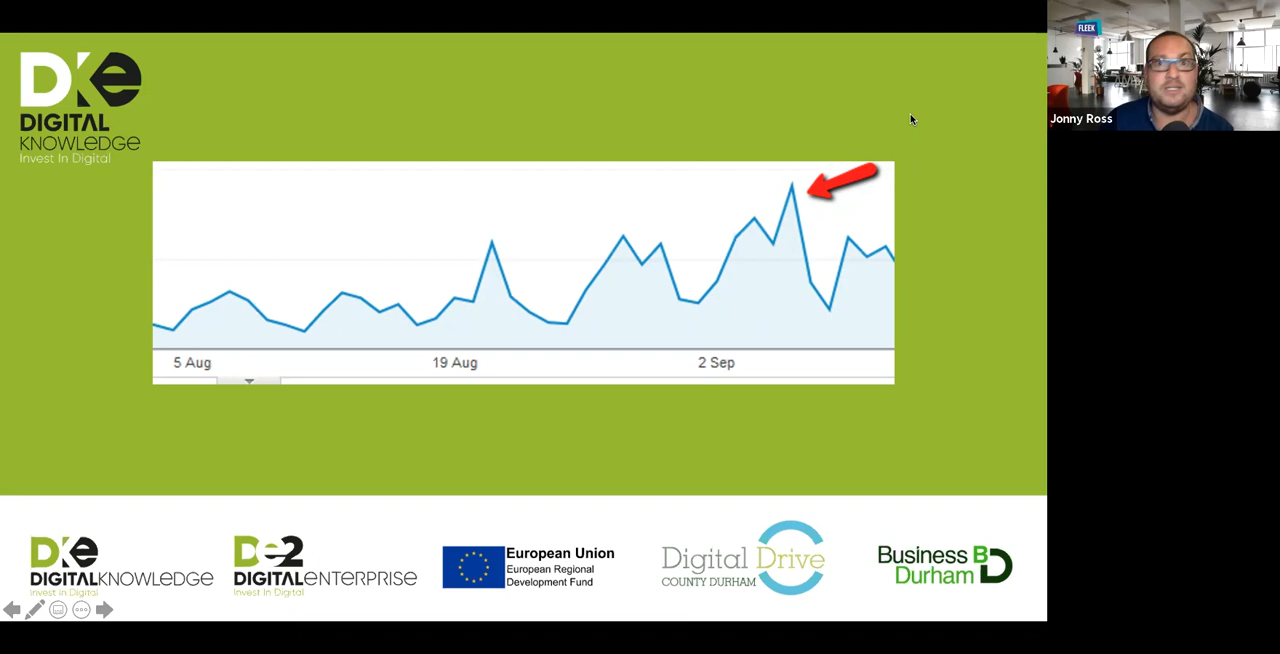 DKe
DIGITAL
KNOWLEDGE
Invest In Digital
FLEEK
Jonny Ross
5 Aug
19 Aug
2 Sep
DKe
DIGITALKNOWLEDGE
Invest In Digital
De2
DIGITALENTERPRISE
Invest In Digital
European Union
European Regional
Development Fund
Digital Drive
COUNTY DURHAM
Business
Durham
BD